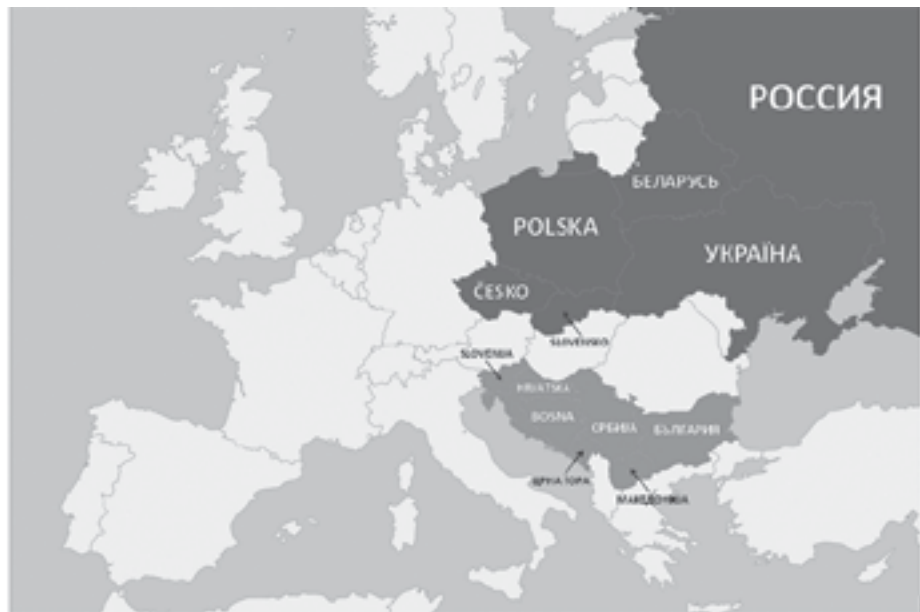 РОССИЯ
БЕЛАРУСЬ
POLSKA
УКРАЇНА
ČESKO
SLOVENSKO
SLOVENIJA
HRVATSKA
BOSNA
СРБИЈА
БЪЛГАРИЯ
ЦРНА ГОРА
МАКЕДОНИЈА